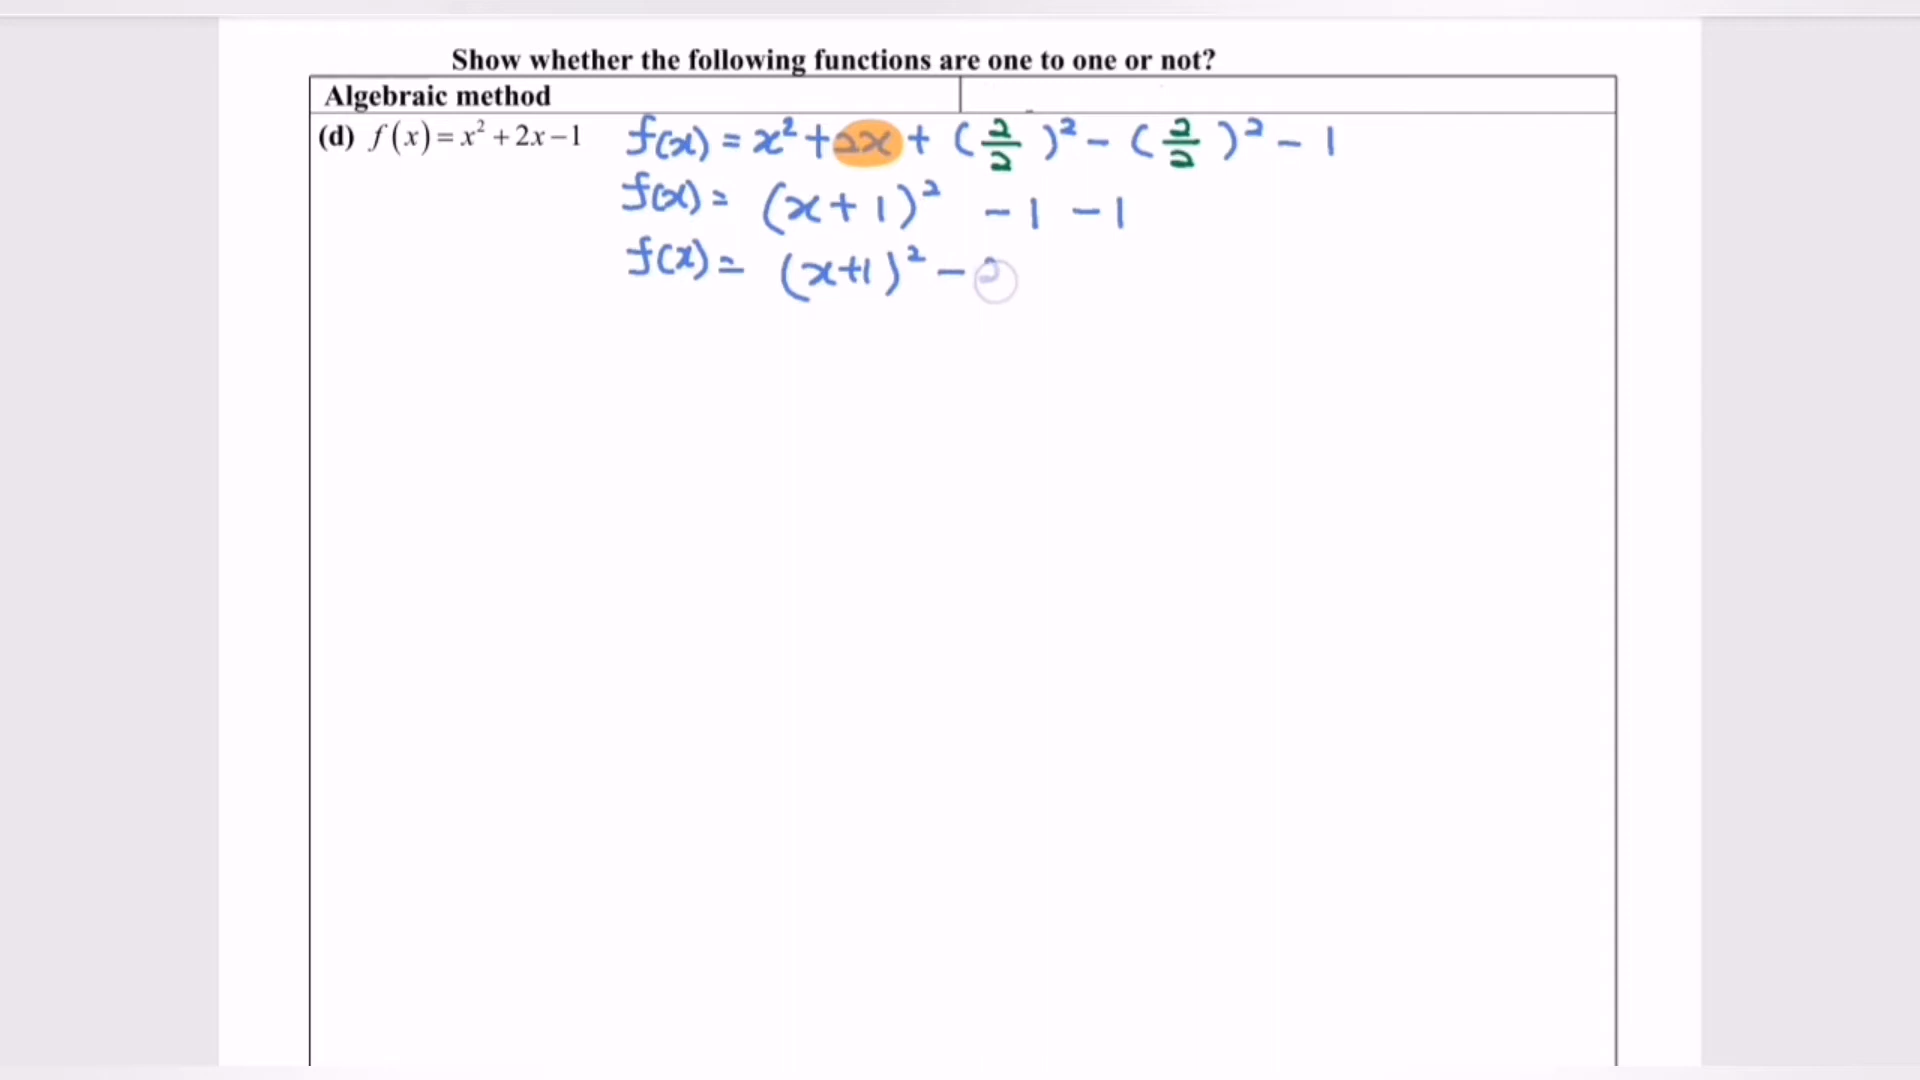 Show whether the following functions are one to one or not?
Algebraic method
(d) f(x) = x² + 2x − 1 f(x) = x² + 2x + (2/2)² − (2/2)² − 1
f(x) = (x+1)² − 1 − 1
f(x) = (x+1)² − 2